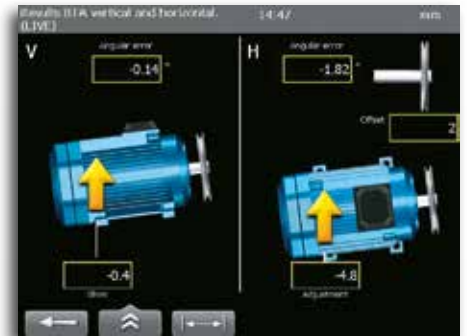 Results BTA vertical and horizontal. 14:47 mm
(LIVE)
V
Angular error
-0.14 °
H
Angular error
-1.82 °
Offset
2
-0.4
Shim
-4.8
Adjustment